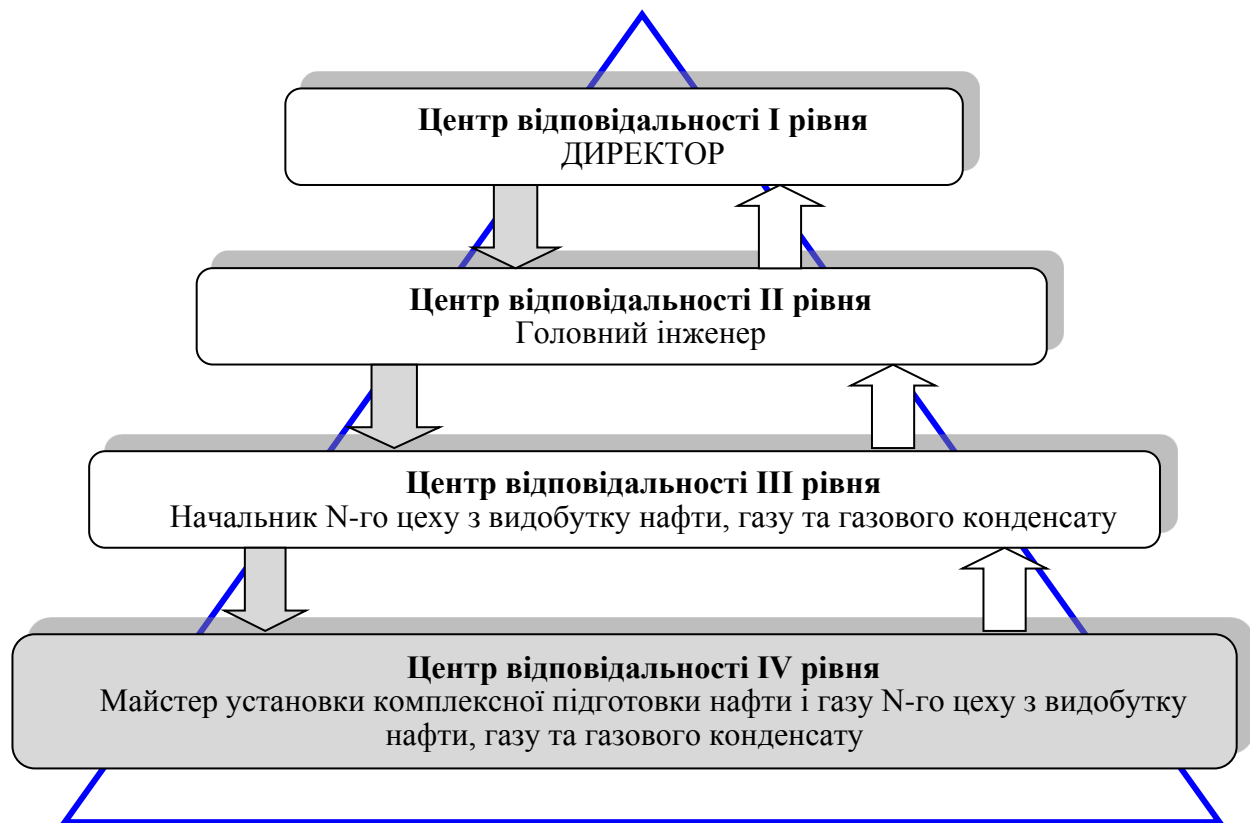 Центр відповідальності І рівня
ДИРЕКТОР
Центр відповідальності ІІ рівня
Головний інженер
Центр відповідальності ІІІ рівня
Начальник N-го цеху з видобутку нафти, газу та газового конденсату
Центр відповідальності IV рівня
Майстер установки комплексної підготовки нафти і газу N-го цеху з видобутку
нафти, газу та газового конденсату